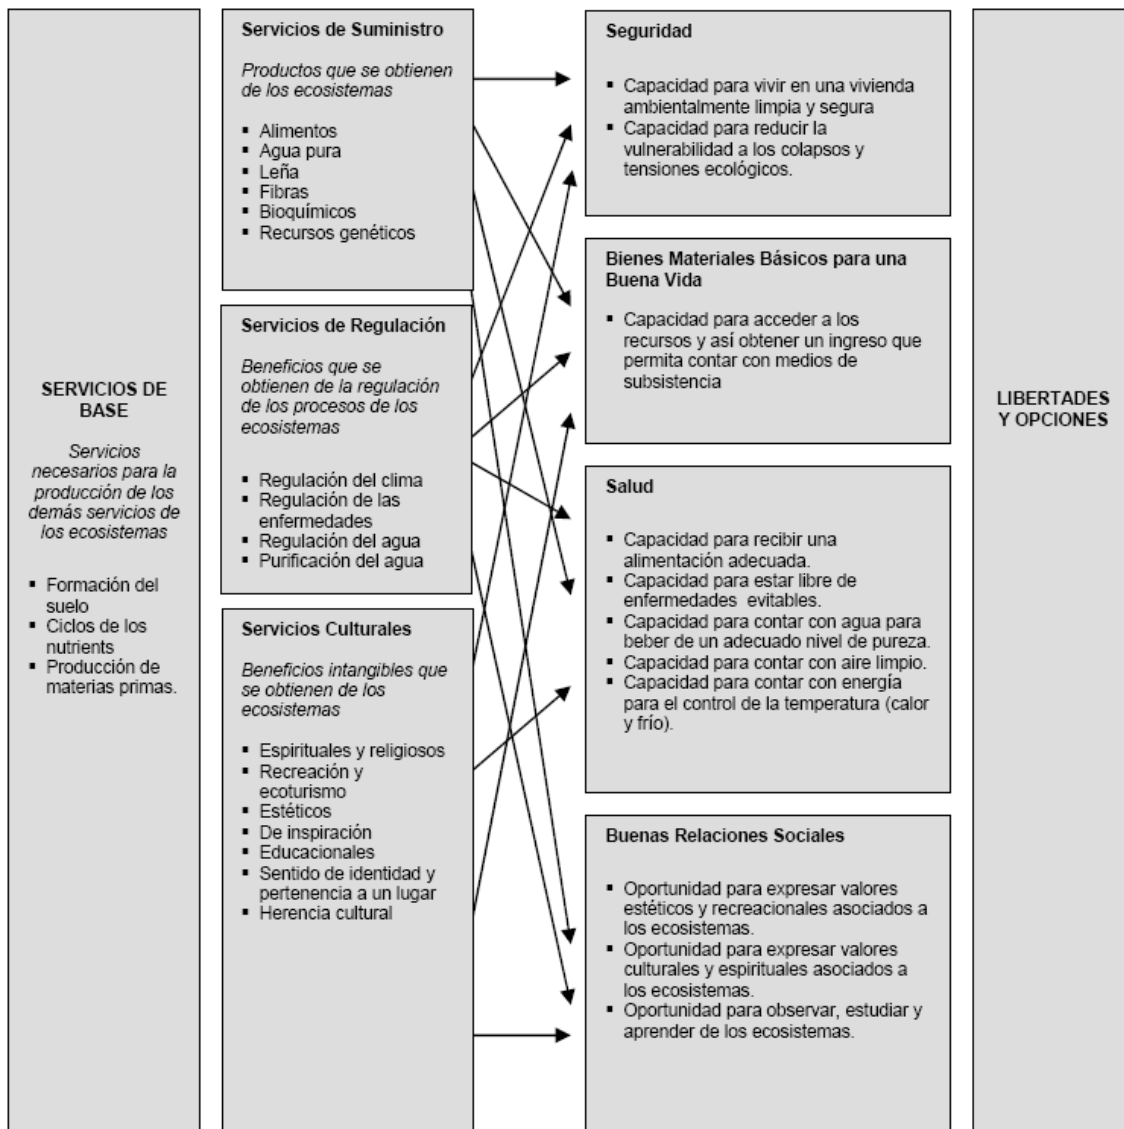 SERVICIOS DE
BASE
Servicios
necesarios para la
producción de los
demás servicios de
los ecosistemas
▪ Formación del
suelo
▪ Ciclos de los
nutrients
▪ Producción de
materias primas.
Servicios de Suministro
Productos que se obtienen
de los ecosistemas
▪ Alimentos
▪ Agua pura
▪ Leña
▪ Fibras
▪ Bioquímicos
▪ Recursos genéticos
Servicios de Regulación
Beneficios que se
obtienen de la regulación
de los procesos de los
ecosistemas
▪ Regulación del clima
▪ Regulación de las
enfermedades
▪ Regulación del agua
▪ Purificación del agua
Servicios Culturales
Beneficios intangibles que
se obtienen de los
ecosistemas
▪ Espirituales y religiosos
▪ Recreación y
ecoturismo
▪ Estéticos
▪ De inspiración
▪ Educacionales
▪ Sentido de identidad y
pertenencia a un lugar
▪ Herencia cultural
Seguridad
▪ Capacidad para vivir en una vivienda
ambientalmente limpia y segura
▪ Capacidad para reducir la
vulnerabilidad a los colapsos y
tensiones ecológicos.
Bienes Materiales Básicos para una
Buena Vida
▪ Capacidad para acceder a los
recursos y así obtener un ingreso que
permita contar con medios de
subsistencia
Salud
▪ Capacidad para recibir una
alimentación adecuada.
▪ Capacidad para estar libre de
enfermedades evitables.
▪ Capacidad para contar con agua para
beber de un adecuado nivel de pureza.
▪ Capacidad para contar con aire limpio.
▪ Capacidad para contar con energía
para el control de la temperatura (calor
y frío).
Buenas Relaciones Sociales
▪ Oportunidad para expresar valores
estéticos y recreacionales asociados a
los ecosistemas.
▪ Oportunidad para expresar valores
culturales y espirituales asociados a
los ecosistemas.
▪ Oportunidad para observar, estudiar y
aprender de los ecosistemas.
LIBERTADES
Y OPCIONES